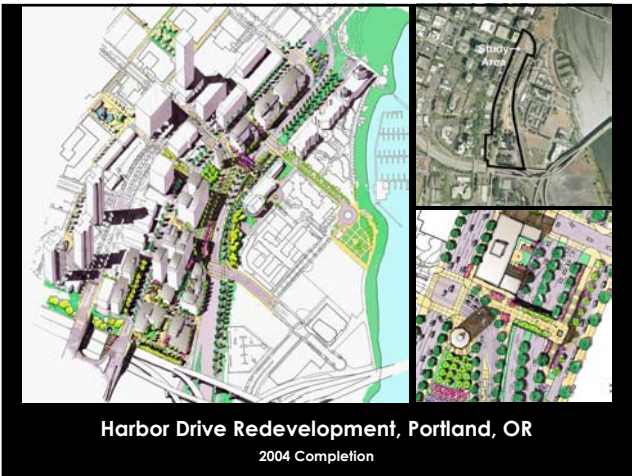 Study
Area
Harbor Drive Redevelopment, Portland, OR
2004 Completion